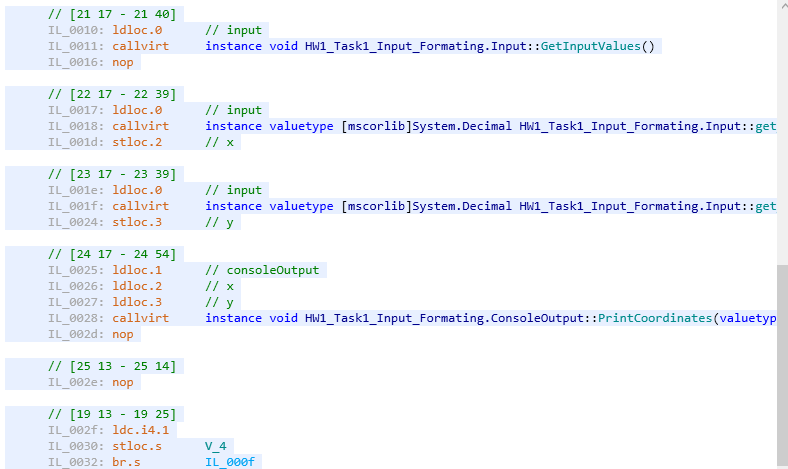 // [21 17 - 21 40]
IL_0010: ldloc.0 // input
IL_0011: callvirt instance void HW1_Task1_Input_Formating.Input::GetInputValues()
IL_0016: nop
// [22 17 - 22 39]
IL_0017: ldloc.0 // input
IL_0018: callvirt instance valuetype [mscorlib]System.Decimal HW1_Task1_Input_Formating.Input::get
IL_001d: stloc.2 // x
// [23 17 - 23 39]
IL_001e: ldloc.0 // input
IL_001f: callvirt instance valuetype [mscorlib]System.Decimal HW1_Task1_Input_Formating.Input::get
IL_0024: stloc.3 // y
// [24 17 - 24 54]
IL_0025: ldloc.1 // consoleOutput
IL_0026: ldloc.2 // x
IL_0027: ldloc.3 // y
IL_0028: callvirt instance void HW1_Task1_Input_Formating.ConsoleOutput::PrintCoordinates(valuetyp
IL_002d: nop
// [25 13 - 25 14]
IL_002e: nop
// [19 13 - 19 25]
IL_002f: ldc.i4.1
IL_0030: stloc.s V_4
IL_0032: br.s IL_000f